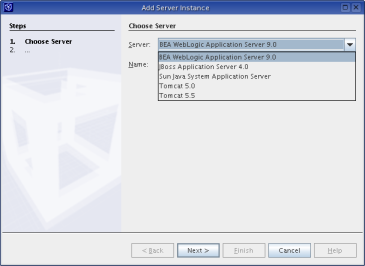 Add Server Instance
Steps
1. Choose Server
2. ...
Choose Server
Server: BEA WebLogic Application Server 9.0
BEA WebLogic Application Server 9.0
JBoss Application Server 4.0
Sun Java System Application Server
Tomcat 5.0
Tomcat 5.5
Name:
< Back Next > Finish Cancel Help